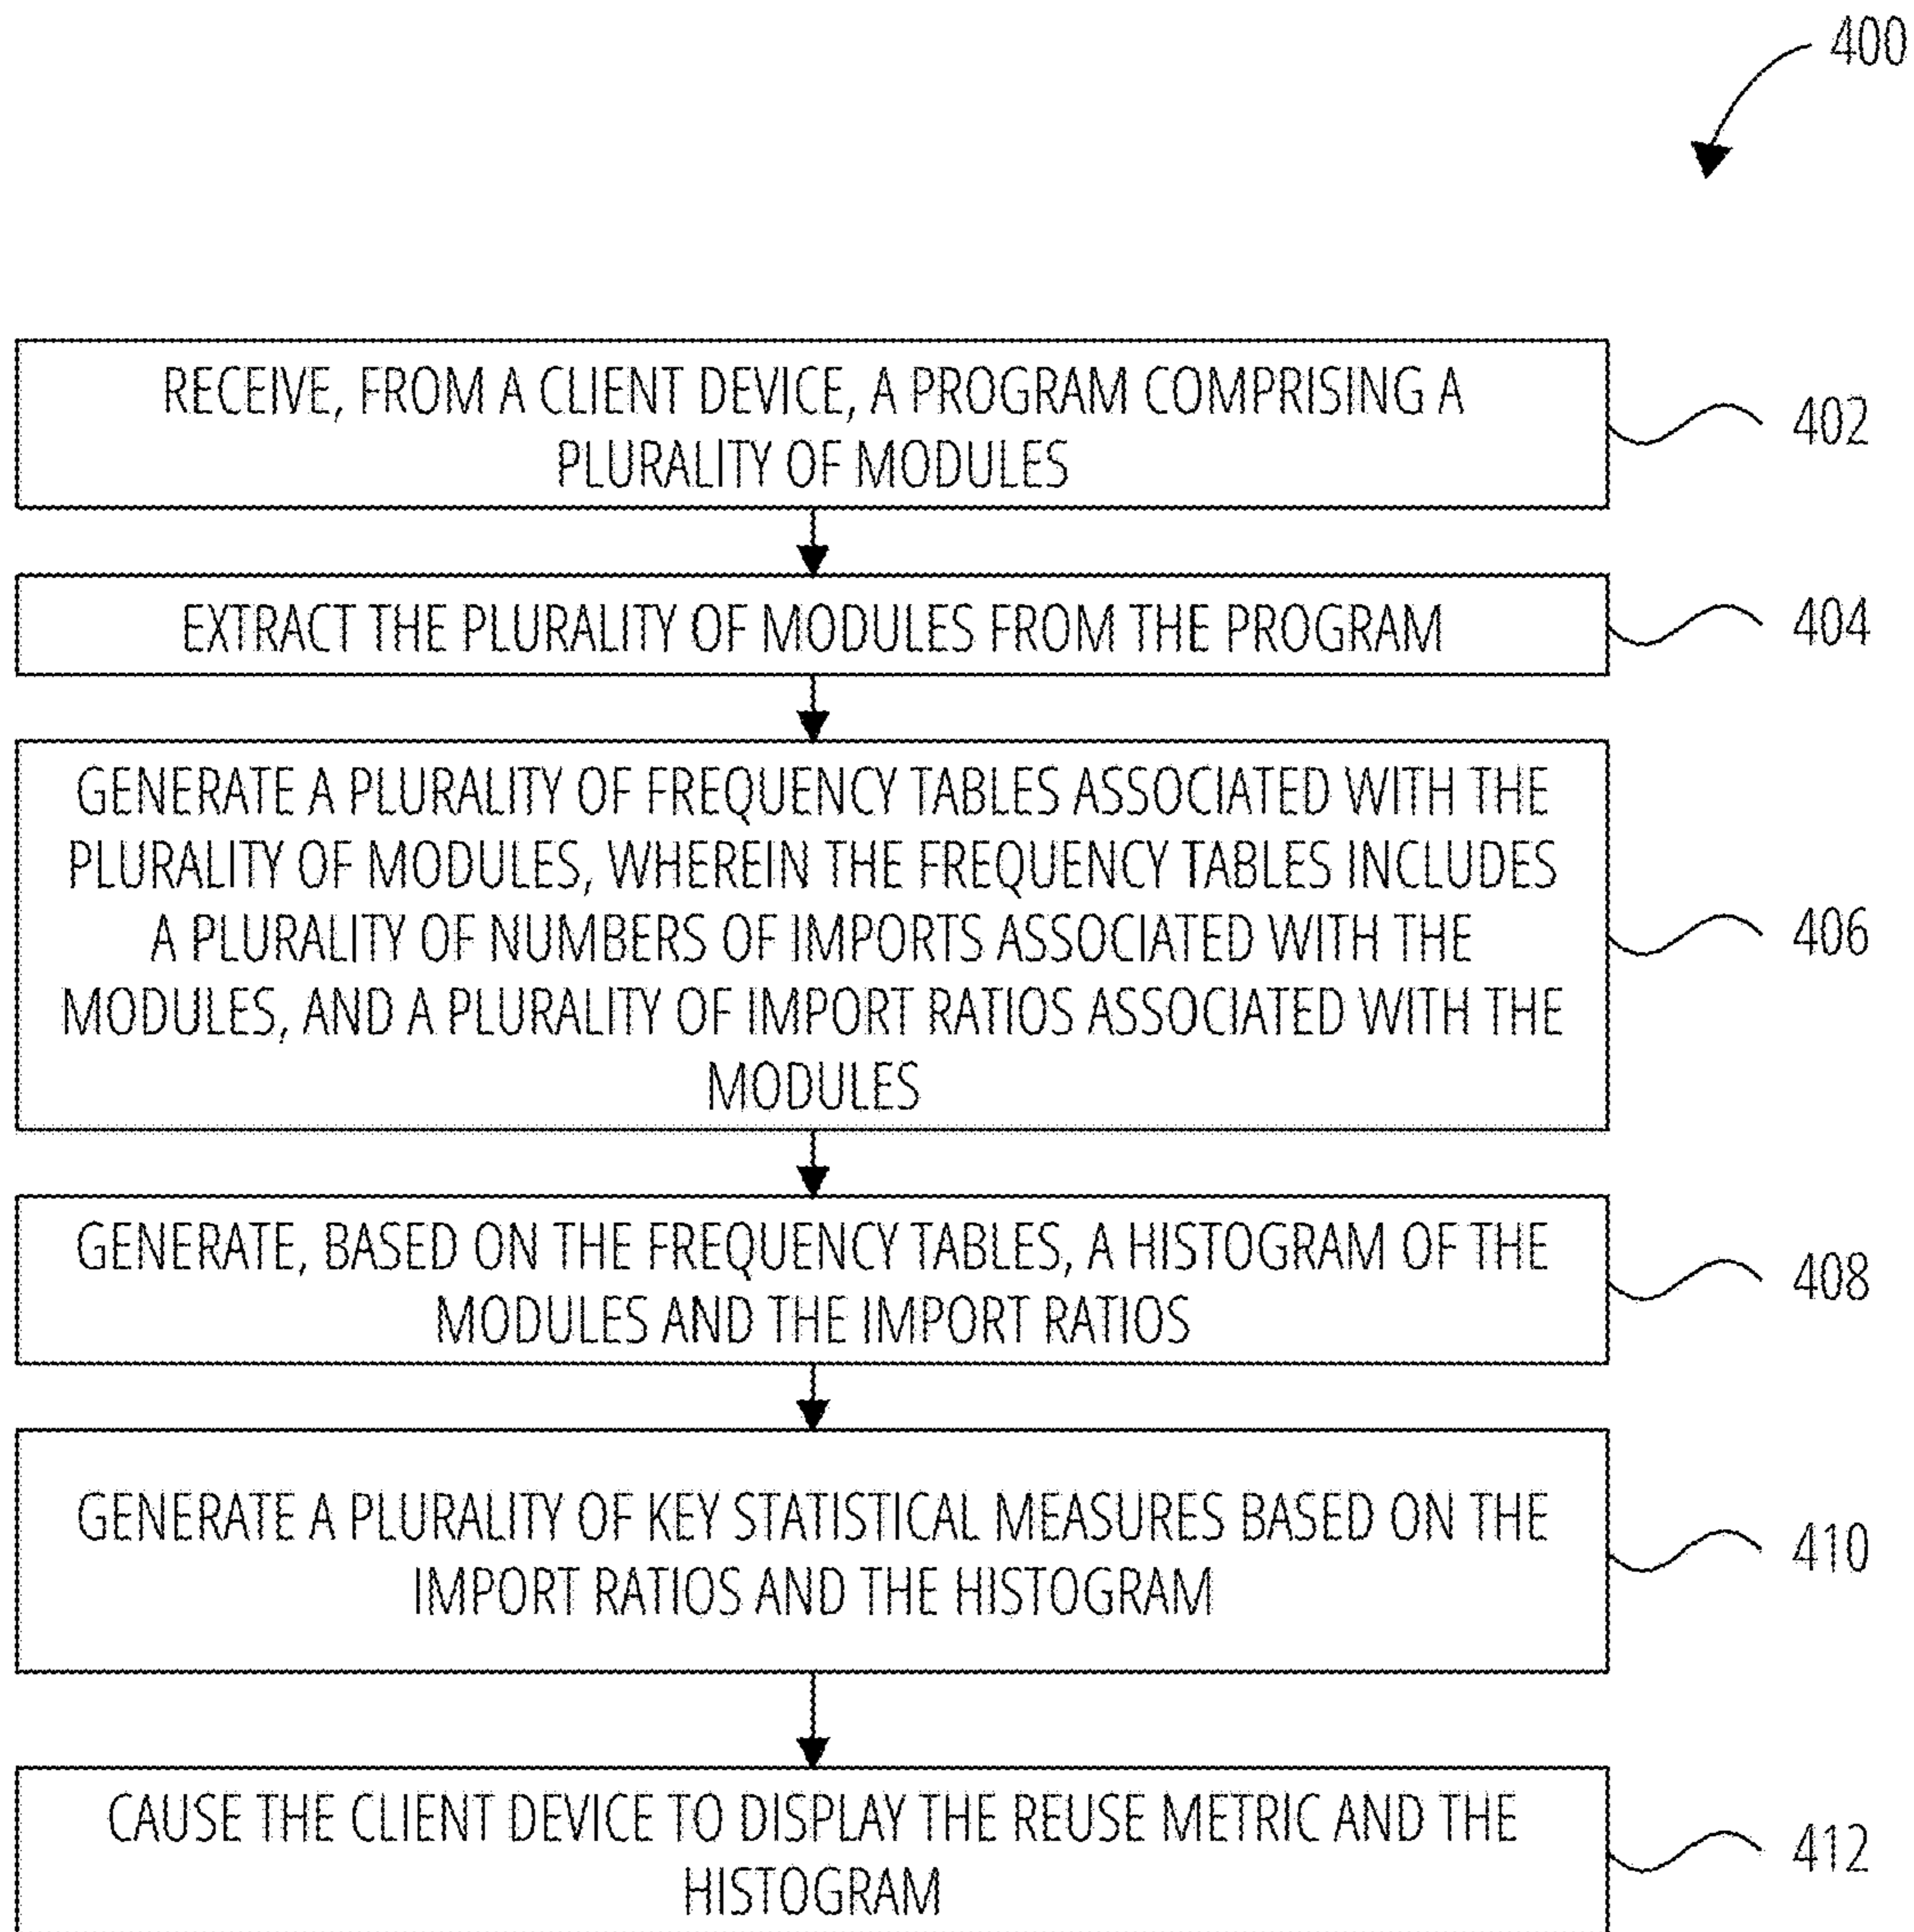 400
RECEIVE, FROM A CLIENT DEVICE, A PROGRAM COMPRISING A
PLURALITY OF MODULES
402
EXTRACT THE PLURALITY OF MODULES FROM THE PROGRAM
404
GENERATE A PLURALITY OF FREQUENCY TABLES ASSOCIATED WITH THE
PLURALITY OF MODULES, WHEREIN THE FREQUENCY TABLES INCLUDES
A PLURALITY OF NUMBERS OF IMPORTS ASSOCIATED WITH THE
MODULES, AND A PLURALITY OF IMPORT RATIOS ASSOCIATED WITH THE
MODULES
406
GENERATE, BASED ON THE FREQUENCY TABLES, A HISTOGRAM OF THE
MODULES AND THE IMPORT RATIOS
408
GENERATE A PLURALITY OF KEY STATISTICAL MEASURES BASED ON THE
IMPORT RATIOS AND THE HISTOGRAM
410
CAUSE THE CLIENT DEVICE TO DISPLAY THE REUSE METRIC AND THE
HISTOGRAM
412